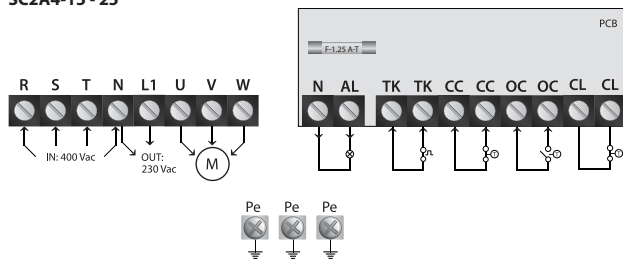 SC2A4-15 - 25
PCB
F-1.25 A-T
R S T N L1 U V W
N AL TK TK CC CC OC OC CL CL
IN: 400 Vac
OUT:
230 Vac
M
T T T
Pe Pe Pe